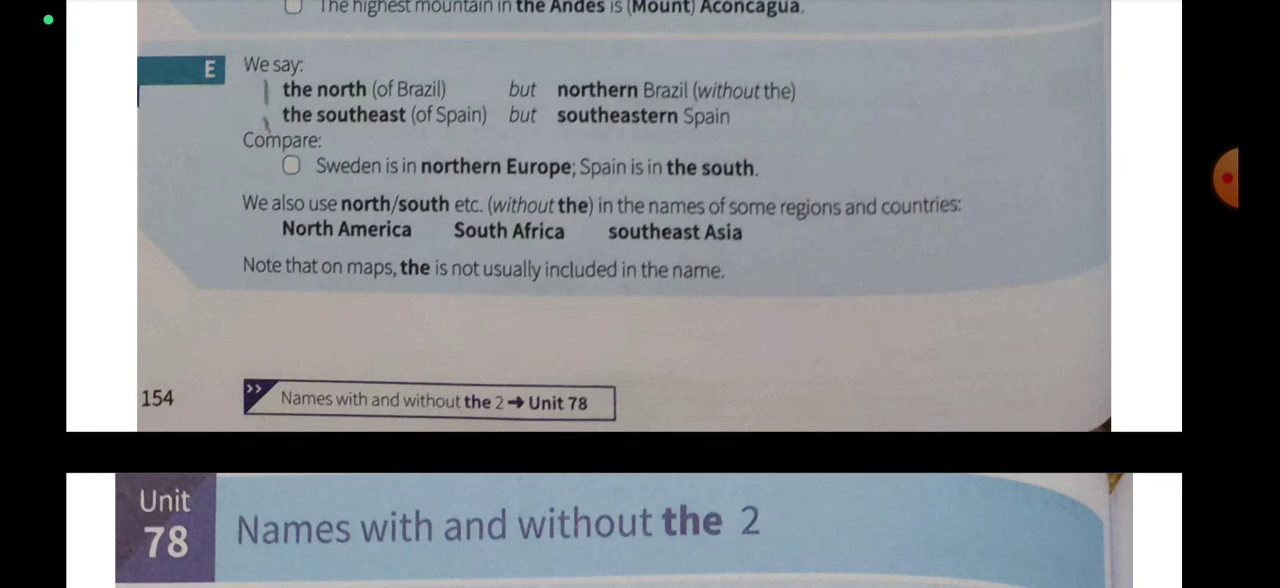 The highest mountain in the Andes is (Mount) Aconcagua.
E We say:
the north (of Brazil) but northern Brazil (without the)
the southeast (of Spain) but southeastern Spain
Compare:
Sweden is in northern Europe; Spain is in the south.
We also use north/south etc. (without the) in the names of some regions and countries:
North America South Africa southeast Asia
Note that on maps, the is not usually included in the name.
154 >> Names with and without the 2 → Unit 78
Unit
78 Names with and without the 2